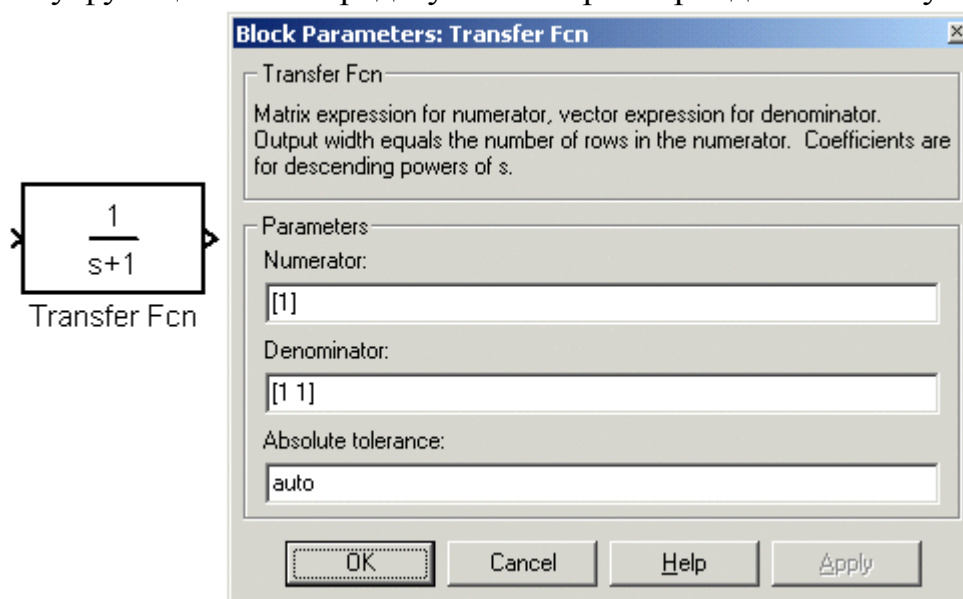 Block Parameters: Transfer Fcn
Transfer Fcn
Matrix expression for numerator, vector expression for denominator.
Output width equals the number of rows in the numerator. Coefficients are
for descending powers of s.
1
s+1
Transfer Fcn
Parameters
Numerator:
[1]
Denominator:
[1 1]
Absolute tolerance:
auto
OK
Cancel
Help
Apply